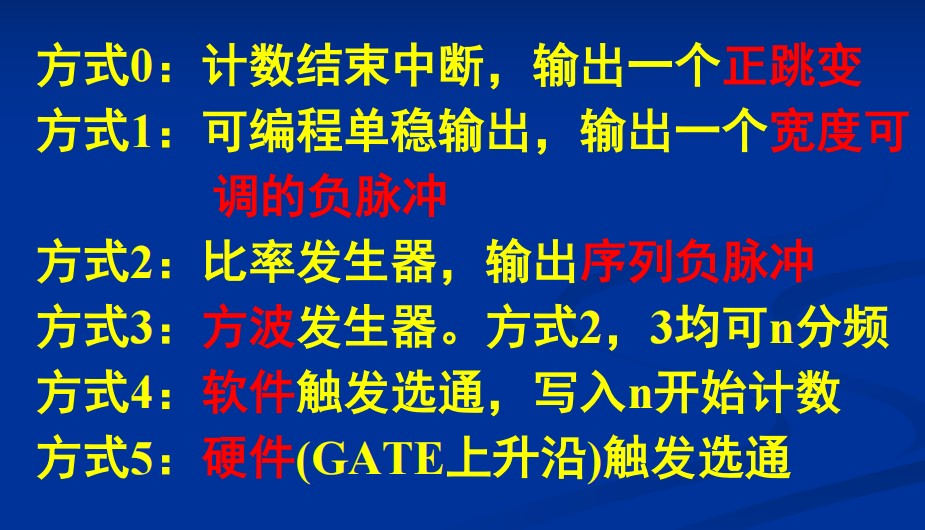 方式0：计数结束中断，输出一个正跳变
方式1：可编程单稳输出，输出一个宽度可
调的负脉冲
方式2：比率发生器，输出序列负脉冲
方式3：方波发生器。方式2，3均可n分频
方式4：软件触发选通，写入n开始计数
方式5：硬件(GATE上升沿)触发选通